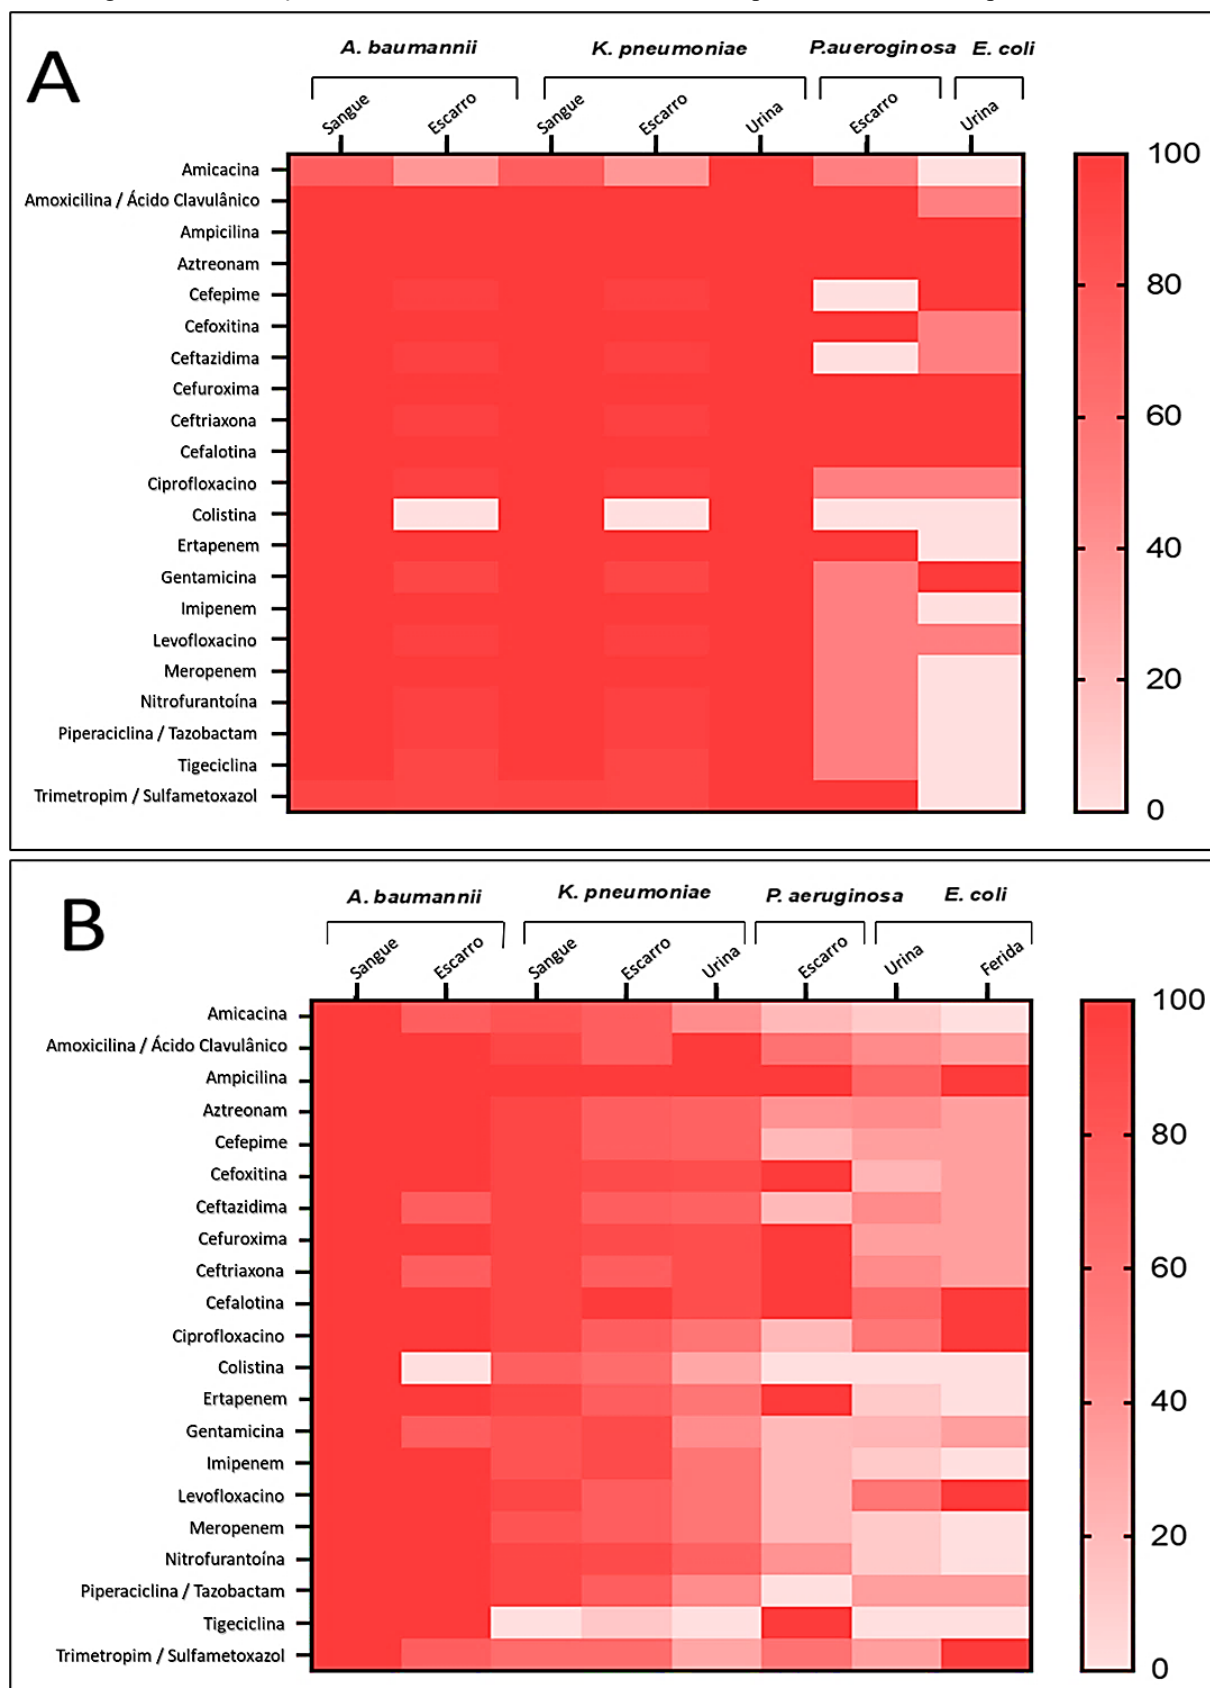 A
A. baumannii K. pneumoniae P.aueroginosa E. coli
Sangue Escarro Sangue Escarro Urina Escarro Urina
Amicacina
Amoxicilina / Ácido Clavulânico
Ampicilina
Aztreonam
Cefepime
Cefoxitina
Ceftazidima
Cefuroxima
Ceftriaxona
Cefalotina
Ciprofloxacino
Colistina
Ertapenem
Gentamicina
Imipenem
Levofloxacino
Meropenem
Nitrofurantoína
Piperaciclina / Tazobactam
Tigeciclina
Trimetropim / Sulfametoxazol
100
80
60
40
20
0
B
A. baumannii K. pneumoniae P. aeruginosa E. coli
Sangue Escarro Sangue Escarro Urina Escarro Urina Ferida
Amicacina
Amoxicilina / Ácido Clavulânico
Ampicilina
Aztreonam
Cefepime
Cefoxitina
Ceftazidima
Cefuroxima
Ceftriaxona
Cefalotina
Ciprofloxacino
Colistina
Ertapenem
Gentamicina
Imipenem
Levofloxacino
Meropenem
Nitrofurantoína
Piperaciclina / Tazobactam
Tigeciclina
Trimetropim / Sulfametoxazol
100
80
60
40
20
0